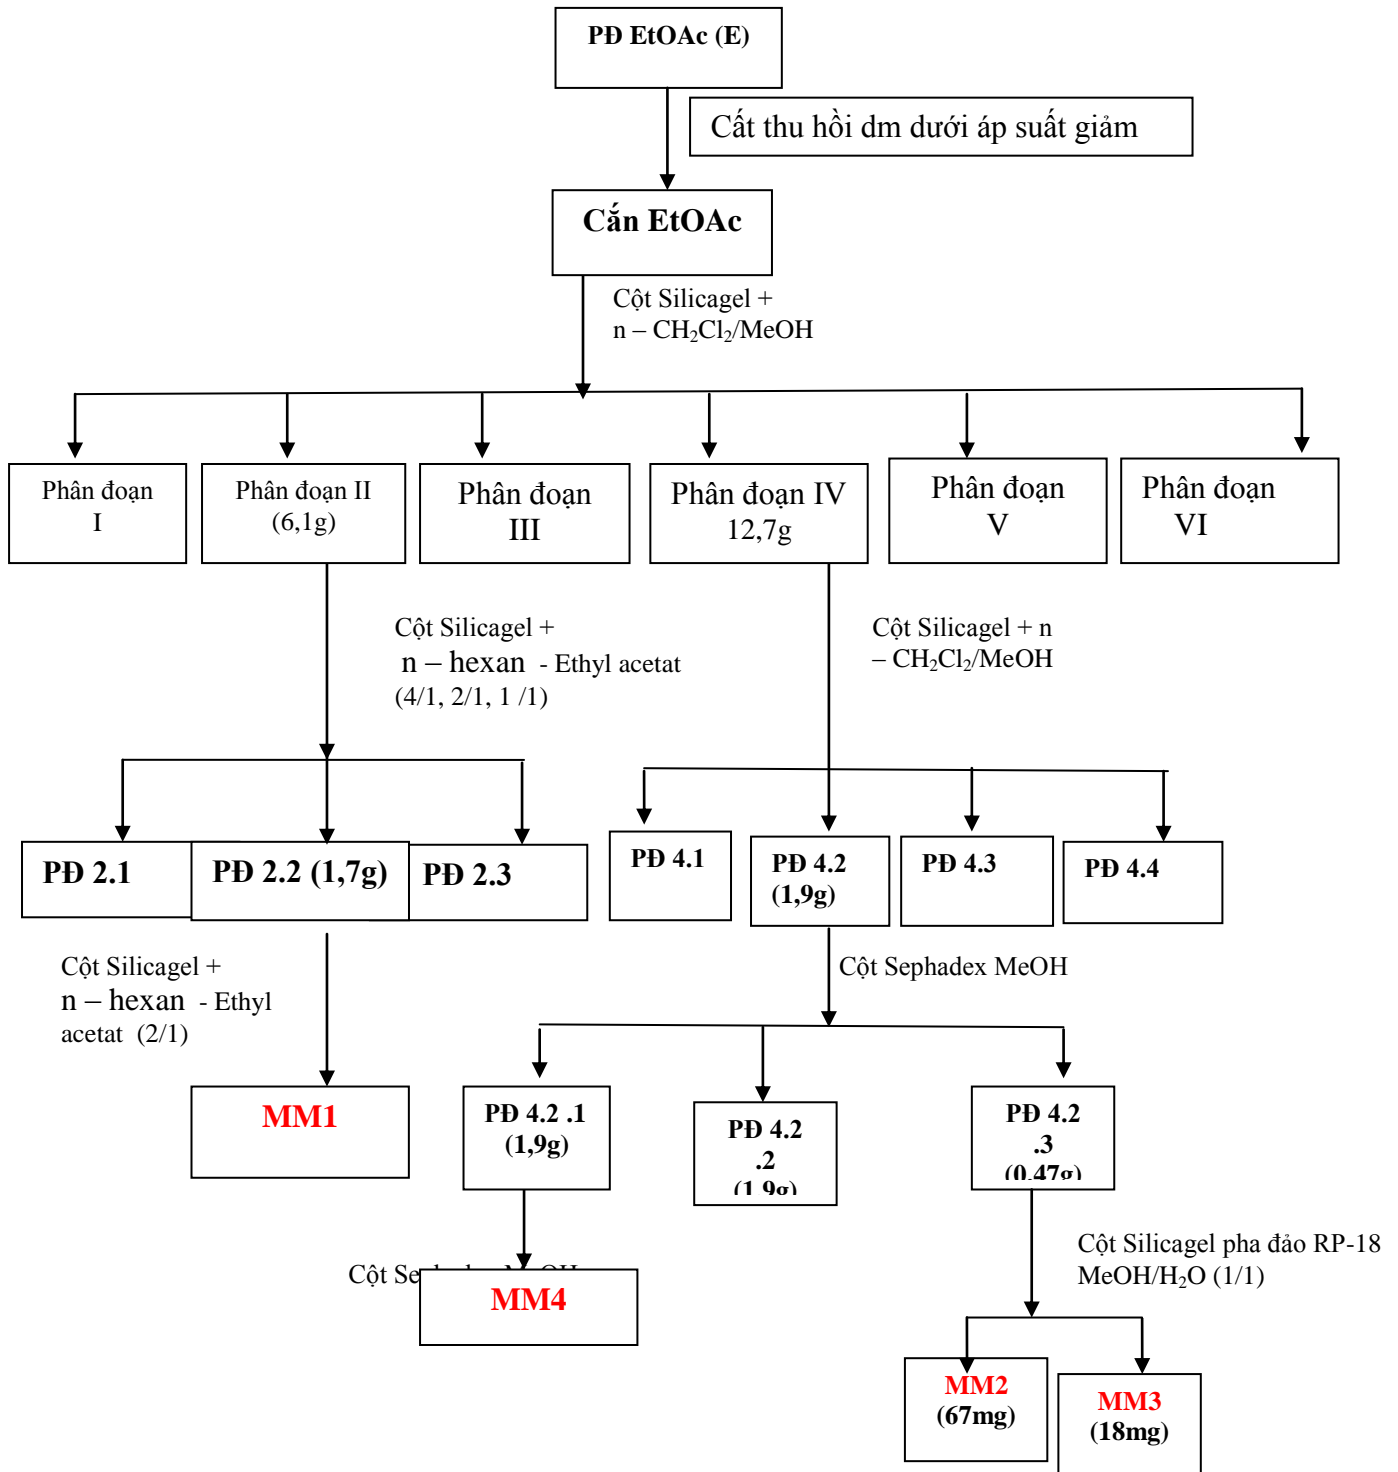 PĐ EtOAc (E)
Cất thu hồi dm dưới áp suất giảm
Cắn EtOAc
Cột Silicagel +
n – CH₂Cl₂/MeOH
Phân đoạn
I
Phân đoạn II
(6,1g)
Phân đoạn
III
Phân đoạn IV
12,7g
Phân đoạn
V
Phân đoạn
VI
Cột Silicagel +
n – hexan - Ethyl acetat
(4/1, 2/1, 1 /1)
Cột Silicagel + n
– CH₂Cl₂/MeOH
PĐ 2.1
PĐ 2.2 (1,7g)
PĐ 2.3
PĐ 4.1
PĐ 4.2
(1,9g)
PĐ 4.3
PĐ 4.4
Cột Silicagel +
n – hexan - Ethyl
acetat (2/1)
Cột Sephadex MeOH
MM1
PĐ 4.2 .1
(1,9g)
PĐ 4.2
.2
(1,9g)
PĐ 4.2
.3
(0,47g)
Cột Silicagel pha đảo RP-18
MeOH/H₂O (1/1)
Cột
MM4
MM2
(67mg)
MM3
(18mg)